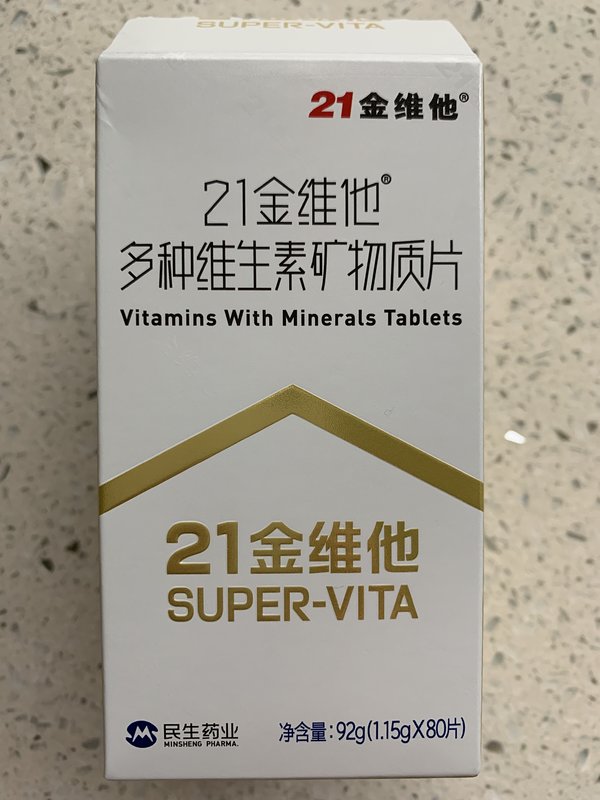 SUPER-VITA
21金维他®
21金维他®
多种维生素矿物质片
Vitamins With Minerals Tablets
21金维他
SUPER-VITA
民生药业
MINSHENG PHARMA.
净含量:92g(1.15gX80片)